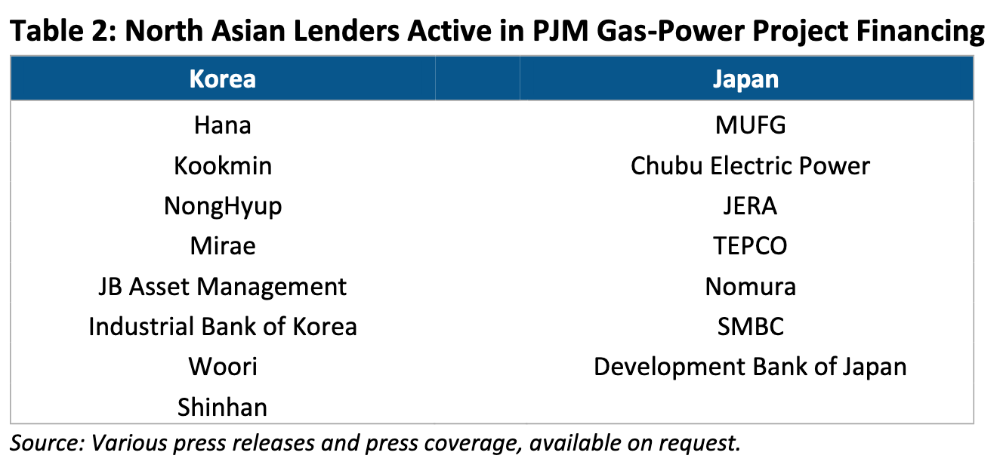 Table 2: North Asian Lenders Active in PJM Gas-Power Project Financing
Korea Japan
Hana MUFG
Kookmin Chubu Electric Power
NongHyup JERA
Mirae TEPCO
JB Asset Management Nomura
Industrial Bank of Korea SMBC
Woori Development Bank of Japan
Shinhan
Source: Various press releases and press coverage, available on request.